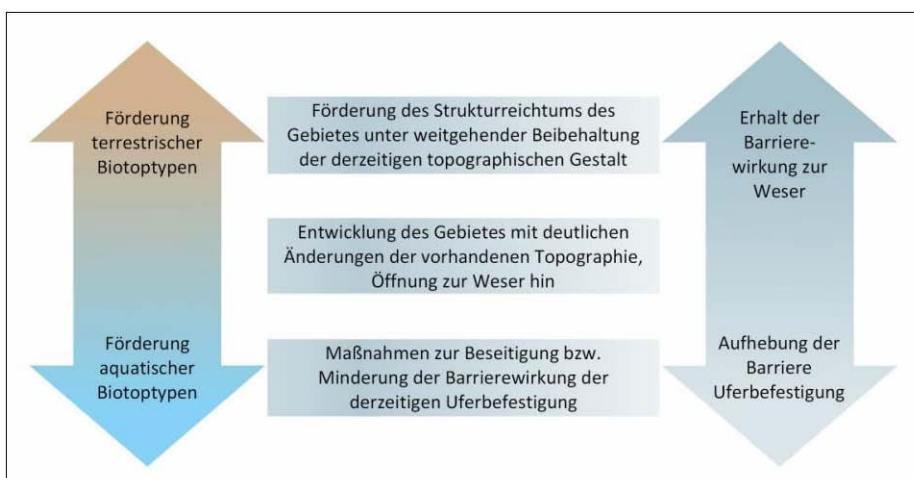 Förderung
terrestrischer
Biotoptypen
Förderung
aquatischer
Biotoptypen
Förderung des Strukturreichtums des
Gebietes unter weitgehender Beibehaltung
der derzeitigen topographischen Gestalt
Entwicklung des Gebietes mit deutlichen
Änderungen der vorhandenen Topographie,
Öffnung zur Weser hin
Maßnahmen zur Beseitigung bzw.
Minderung der Barrierewirkung der
derzeitigen Uferbefestigung
Erhalt der
Barriere-
wirkung zur
Weser
Aufhebung der
Barriere
Uferbefestigung